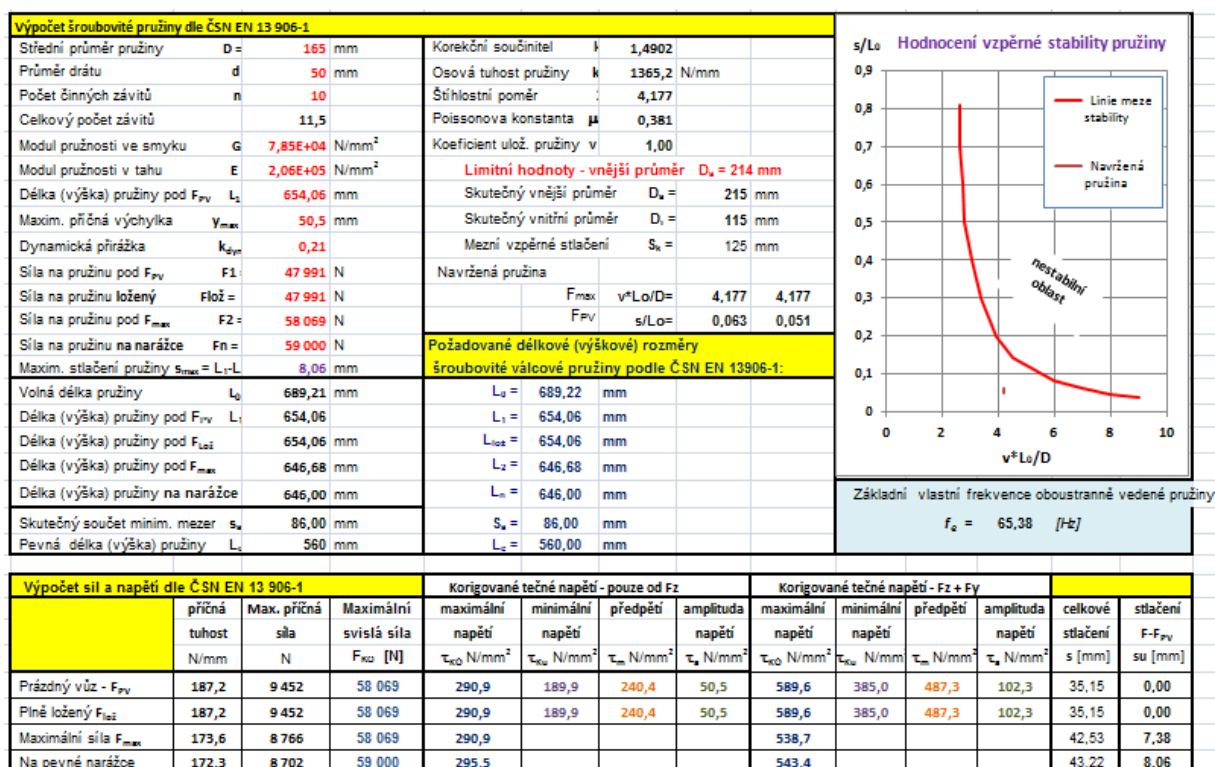 Výpočet šroubovité pružiny dle ČSN EN 13 906-1
Střední průměr pružiny D = 165 mm
Průměr drátu d 50 mm
Počet činných závitů n 10
Celkový počet závitů 11,5
Modul pružnosti ve smyku G 7,85E+04 N/mm²
Modul pružnosti v tahu E 2,06E+05 N/mm²
Délka (výška) pružiny pod FPV L1 654,06 mm
Maxim. příčná výchylka ymax 50,5 mm
Dynamická přirážka kdyn 0,21
Síla na pružinu pod FPV F1 47 991 N
Síla na pružinu ložený Flož = 47 991 N
Síla na pružinu pod Fmax F2 = 58 069 N
Síla na pružinu na narážce Fn = 59 000 N
Maxim. stlačení pružiny smax = L1-L 8,06 mm
Volná délka pružiny L0 689,21 mm
Délka (výška) pružiny pod FPV L1 654,06
Délka (výška) pružiny pod FLož 654,06 mm
Délka (výška) pružiny pod Fmax 646,68 mm
Délka (výška) pružiny na narážce 646,00 mm
Skutečný součet minim. mezer sa 86,00 mm
Pevná délka (výška) pružiny Lc 560 mm
Korekční součinitel k 1,4902
Osová tuhost pružiny k 1365,2 N/mm
Štíhlostní poměr 4,177
Poissonova konstanta µ 0,381
Koeficient ulož. pružiny ν 1,00
Limitní hodnoty - vnější průměr De = 214 mm
Skutečný vnější průměr De = 215 mm
Skutečný vnitřní průměr Di = 115 mm
Mezní vzpěrné stlačení Sk = 125 mm
Navržená pružina
Fmax v*Lo/D= 4,177 4,177
FPV s/Lo= 0,063 0,051
Požadované délkové (výškové) rozměry
šroubovité válcové pružiny podle ČSN EN 13906-1:
L0 = 689,22 mm
L1 = 654,06 mm
Llož = 654,06 mm
L2 = 646,68 mm
Ln = 646,00 mm
Sa = 86,00 mm
Lc = 560,00 mm
s/L0 Hodnocení vzpěrné stability pružiny
0,9
0,8
0,7
0,6
0,5
0,4
0,3
0,2
0,1
0
Linie meze
stability
Navržená
pružina
nestabilní
oblast
0 2 4 6 8 10
v*L0/D
Základní vlastní frekvence oboustranně vedené pružiny
fe = 65,38 [Hz]
Výpočet sil a napětí dle ČSN EN 13 906-1 Korigované tečné napětí - pouze od Fz Korigované tečné napětí - Fz + Fy
příčná Max. příčná Maximální maximální minimální předpětí amplituda maximální minimální předpětí amplituda celkové stlačení
tuhost síla svislá síla napětí napětí napětí napětí napětí napětí stlačení F-FPV
N/mm N FKO [N] τKO N/mm² τKu N/mm² τm N/mm² τa N/mm² τKO N/mm² τKu N/mm τm N/mm² τa N/mm² s [mm] su [mm]
Prázdný vůz - FPV 187,2 9 452 58 069 290,9 189,9 240,4 50,5 589,6 385,0 487,3 102,3 35,15 0,00
Plně ložený Flož 187,2 9 452 58 069 290,9 189,9 240,4 50,5 589,6 385,0 487,3 102,3 35,15 0,00
Maximální síla Fmax 173,6 8 766 58 069 290,9 538,7 42,53 7,38
Na pevné narážce 172,3 8 702 59 000 295,5 543,4 43,22 8,06